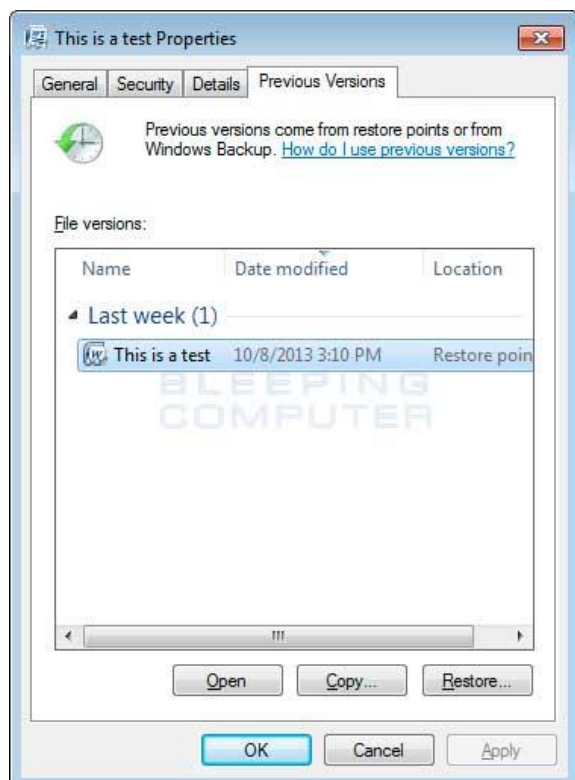 This is a test Properties
General Security Details Previous Versions
Previous versions come from restore points or from
Windows Backup. How do I use previous versions?
File versions:
Name Date modified Location
Last week (1)
This is a test 10/8/2013 3:10 PM Restore poin
BLEEPING
COMPUTER
Open Copy... Restore...
OK Cancel Apply